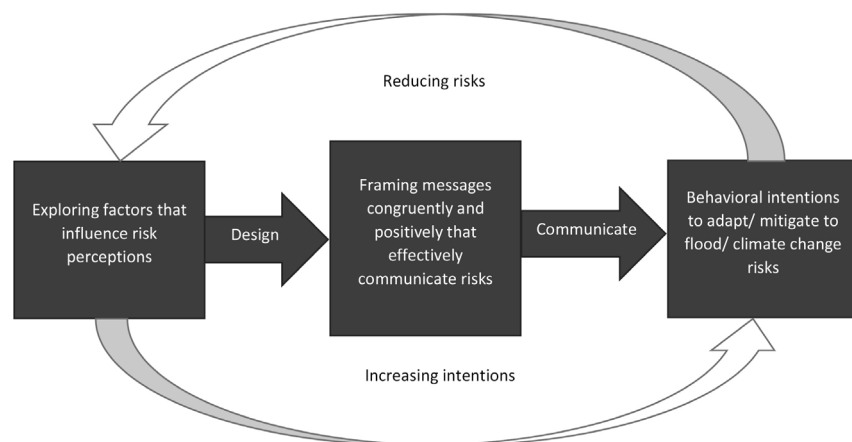 Reducing risks
Exploring factors that
influence risk
perceptions
Design
Framing messages
congruently and
positively that
effectively
communicate risks
Communicate
Behavioral intentions
to adapt/ mitigate to
flood/ climate change
risks
Increasing intentions